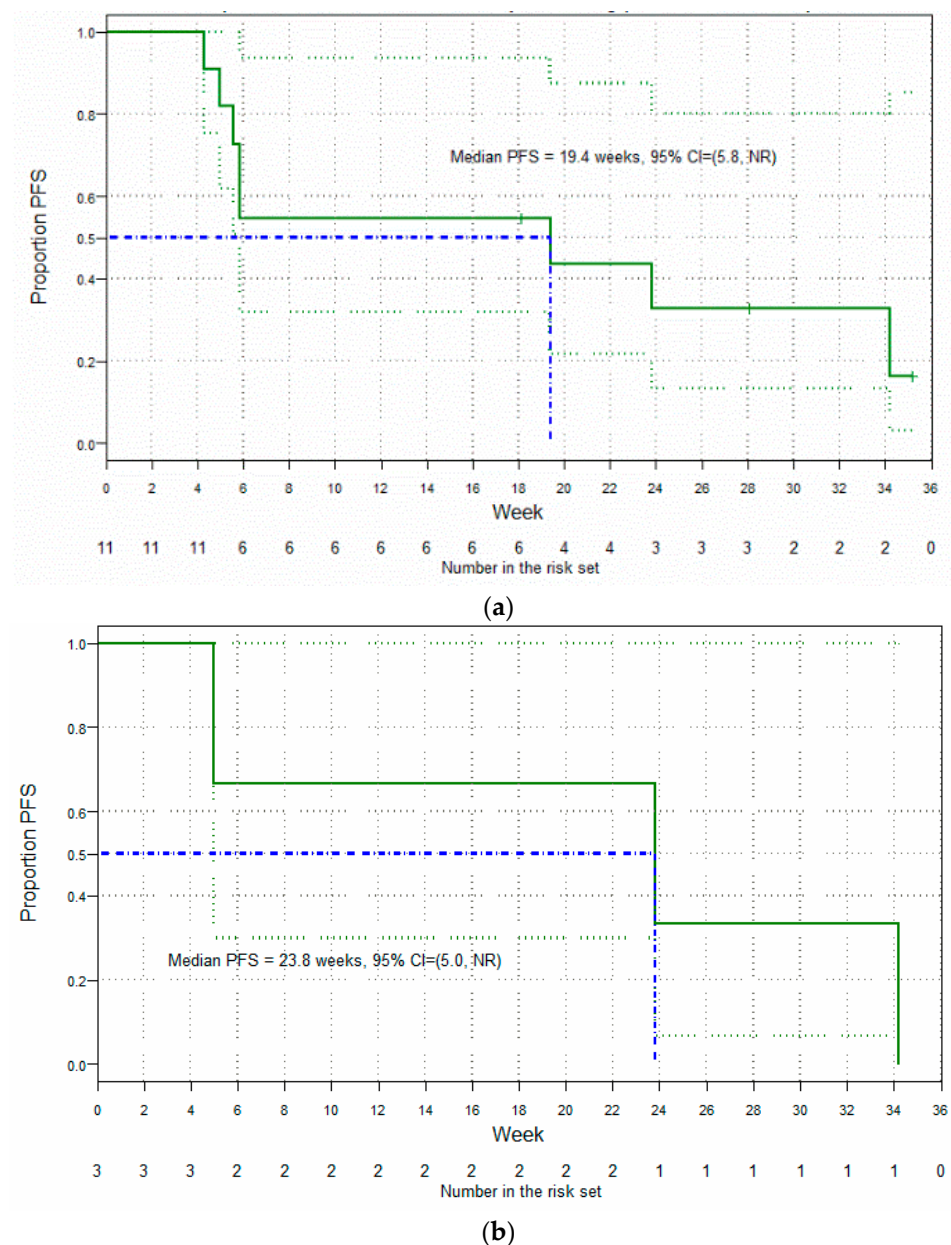 1.0
0.8
Median PFS = 19.4 weeks, 95% CI=(5.8, NR)
0.6
0.5
0.4
0.2
0.0
Proportion PFS
0 2 4 6 8 10 12 14 16 18 20 22 24 26 28 30 32 34 36
Week
11 11 11 6 6 6 6 6 6 6 4 4 3 3 3 2 2 2 0
Number in the risk set
(a)
1.0
0.8
0.6
0.5
0.4
Median PFS = 23.8 weeks, 95% CI=(5.0, NR)
0.2
0.0
Proportion PFS
0 2 4 6 8 10 12 14 16 18 20 22 24 26 28 30 32 34 36
Week
3 3 3 2 2 2 2 2 2 2 2 2 1 1 1 1 1 1 0
Number in the risk set
(b)